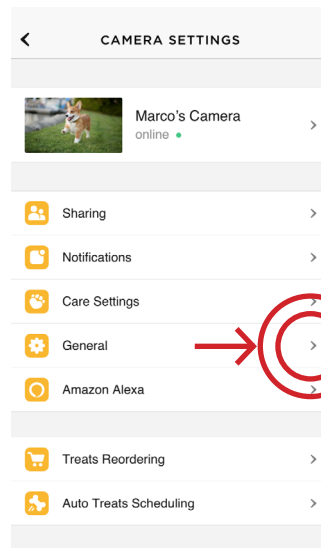 CAMERA SETTINGS
Marco's Camera
online
Sharing
Notifications
Care Settings
General
Amazon Alexa
Treats Reordering
Auto Treats Scheduling